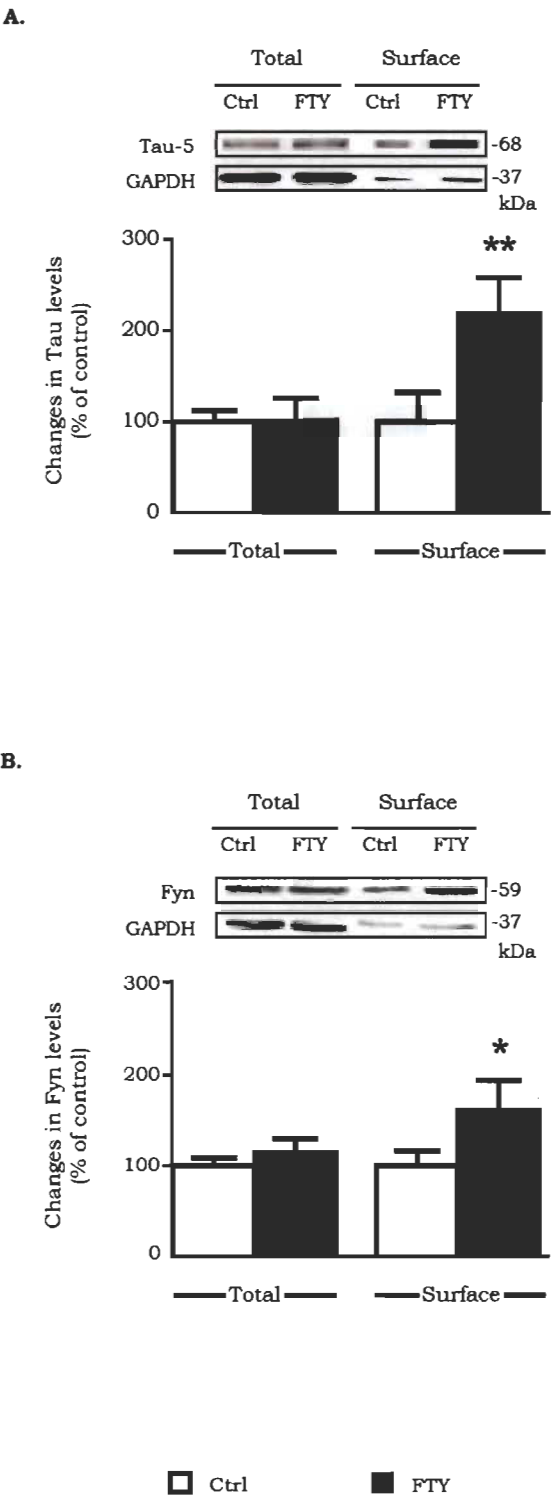 A.
Total Surface
Ctrl FTY Ctrl FTY
Tau-5 -68
GAPDH -37
kDa
Changes in Tau levels
(% of control)
300
200
100
0
**
Total Surface
B.
Total Surface
Ctrl FTY Ctrl FTY
Fyn -59
GAPDH -37
kDa
Changes in Fyn levels
(% of control)
300
200
100
0
*
Total Surface
Ctrl FTY